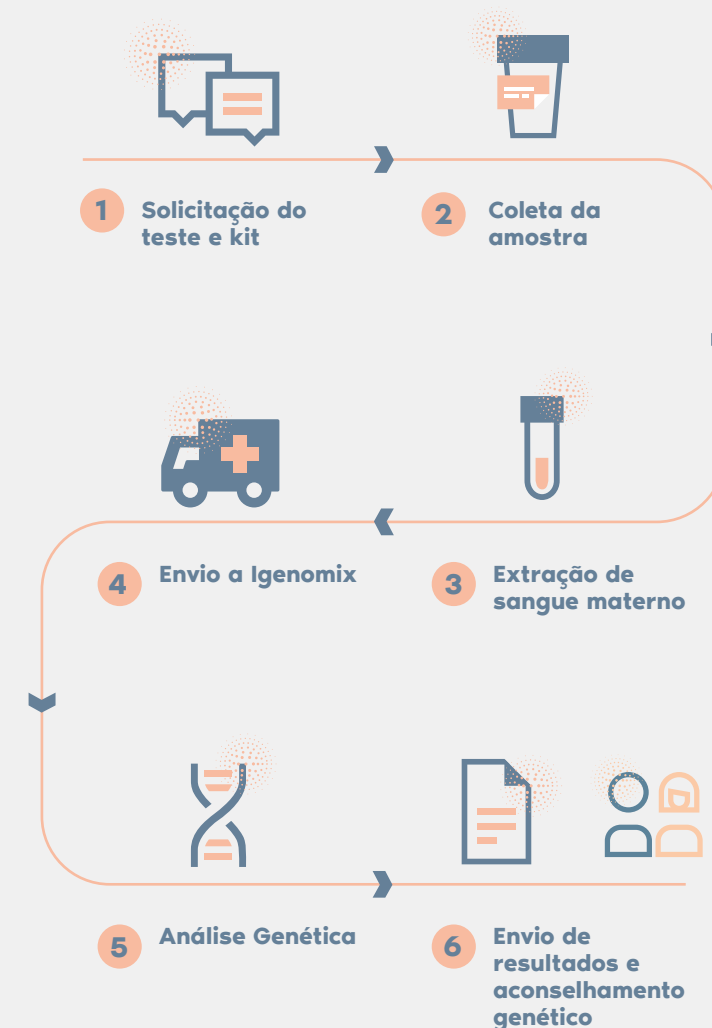 1 Solicitação do
teste e kit
2 Coleta da
amostra
3 Extração de
sangue materno
4 Envio a Igenomix
5 Análise Genética
6 Envio de
resultados e
aconselhamento
genético